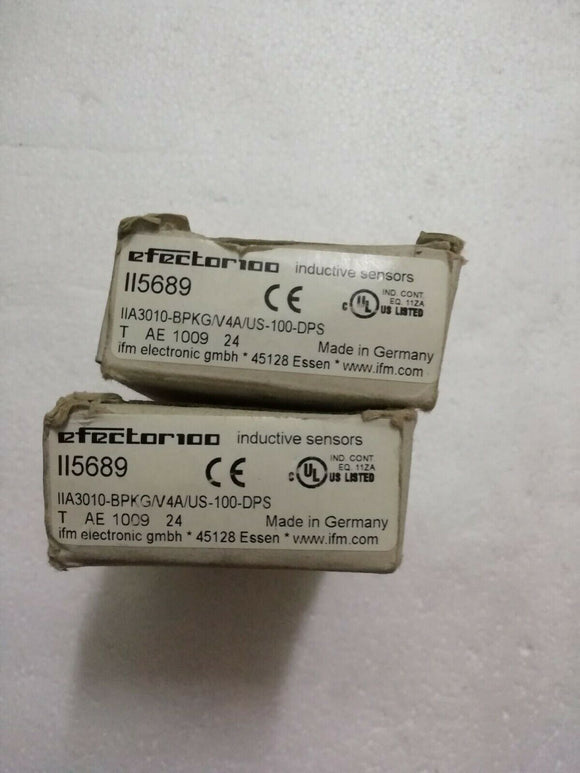 efector100 inductive sensors
II5689
CE
C UL US LISTED
IND. CONT.
EQ. 11ZA
IIA3010-BPKG/V4A/US-100-DPS
T AE 1009 24 Made in Germany
ifm electronic gmbh * 45128 Essen * www.ifm.com
efector100 inductive sensors
II5689
CE
C UL US LISTED
IND. CONT.
EQ. 11ZA
IIA3010-BPKG/V4A/US-100-DPS
T AE 1009 24 Made in Germany
ifm electronic gmbh * 45128 Essen * www.ifm.com